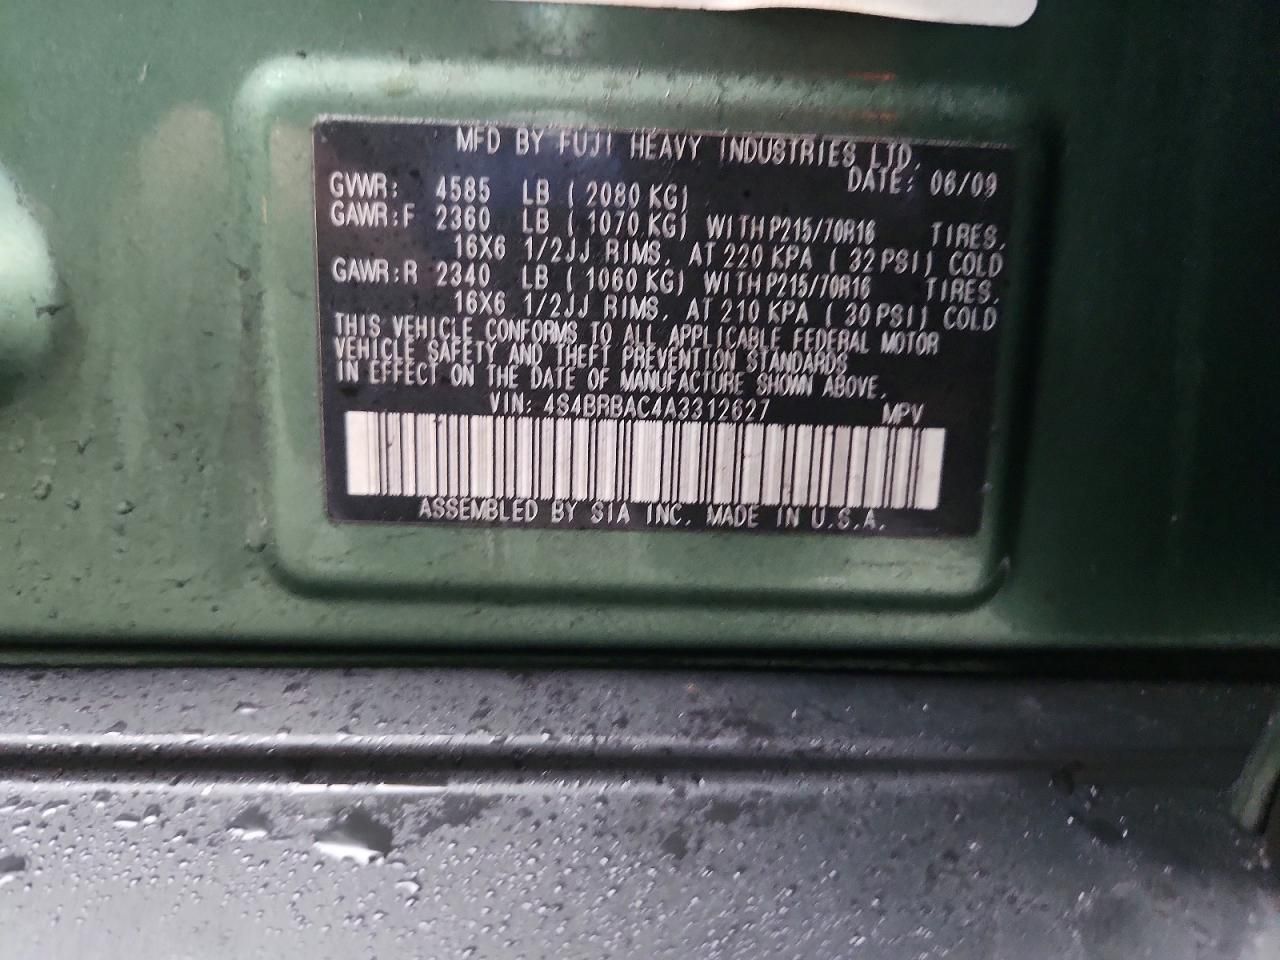 MFD BY FUJI HEAVY INDUSTRIES LTD.
DATE: 06/09
GVWR: 4585 LB ( 2080 KG)
GAWR:F 2360 LB ( 1070 KG) WITH P215/70R16 TIRES,
16X6 1/2JJ RIMS, AT 220 KPA ( 32 PSI) COLD
GAWR:R 2340 LB ( 1060 KG) WITH P215/70R16 TIRES,
16X6 1/2JJ RIMS, AT 210 KPA ( 30 PSI) COLD
THIS VEHICLE CONFORMS TO ALL APPLICABLE FEDERAL MOTOR
VEHICLE SAFETY AND THEFT PREVENTION STANDARDS
IN EFFECT ON THE DATE OF MANUFACTURE SHOWN ABOVE.
VIN: 4S4BRBAC4A3312627 MPV
ASSEMBLED BY SIA INC. MADE IN U.S.A.